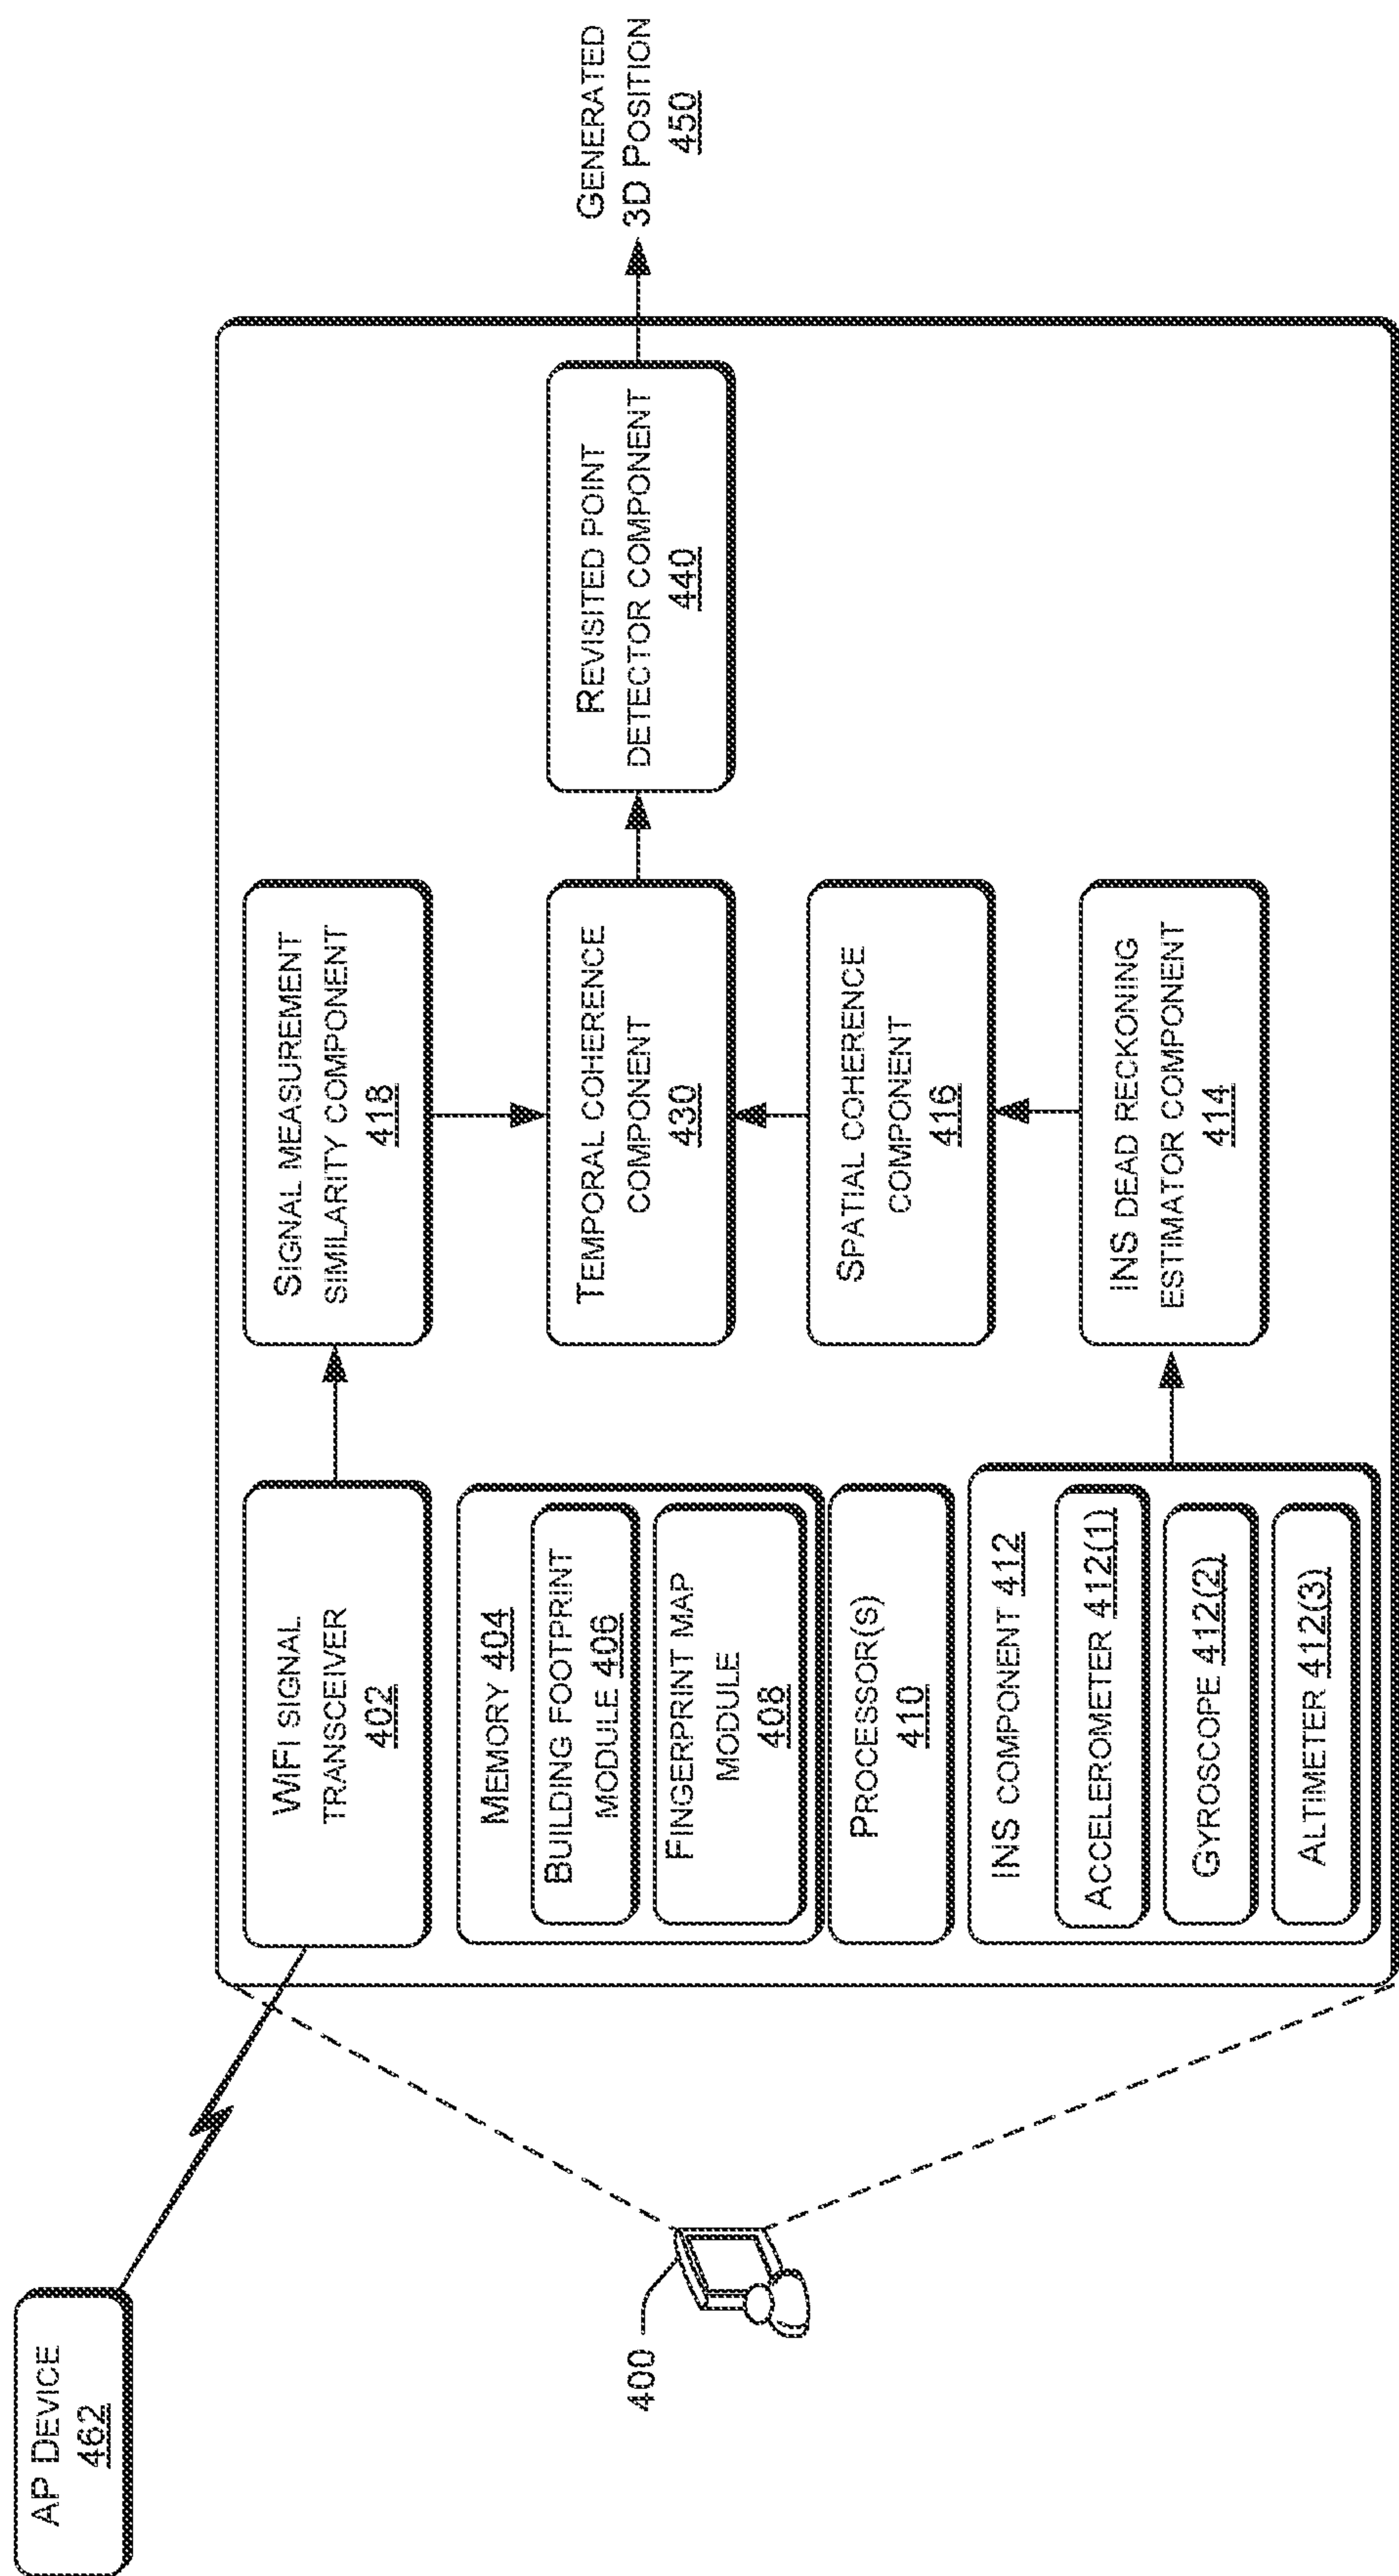 AP DEVICE
462
400
WIFI SIGNAL
TRANSCEIVER
402
MEMORY 404
BUILDING FOOTPRINT
MODULE 406
FINGERPRINT MAP
MODULE
408
PROCESSOR(S)
410
INS COMPONENT 412
ACCELEROMETER 412(1)
GYROSCOPE 412(2)
ALTIMETER 412(3)
SIGNAL MEASUREMENT
SIMILARITY COMPONENT
418
TEMPORAL COHERENCE
COMPONENT
430
SPATIAL COHERENCE
COMPONENT
416
INS DEAD RECKONING
ESTIMATOR COMPONENT
414
REVISITED POINT
DETECTOR COMPONENT
440
GENERATED
3D POSITION
450